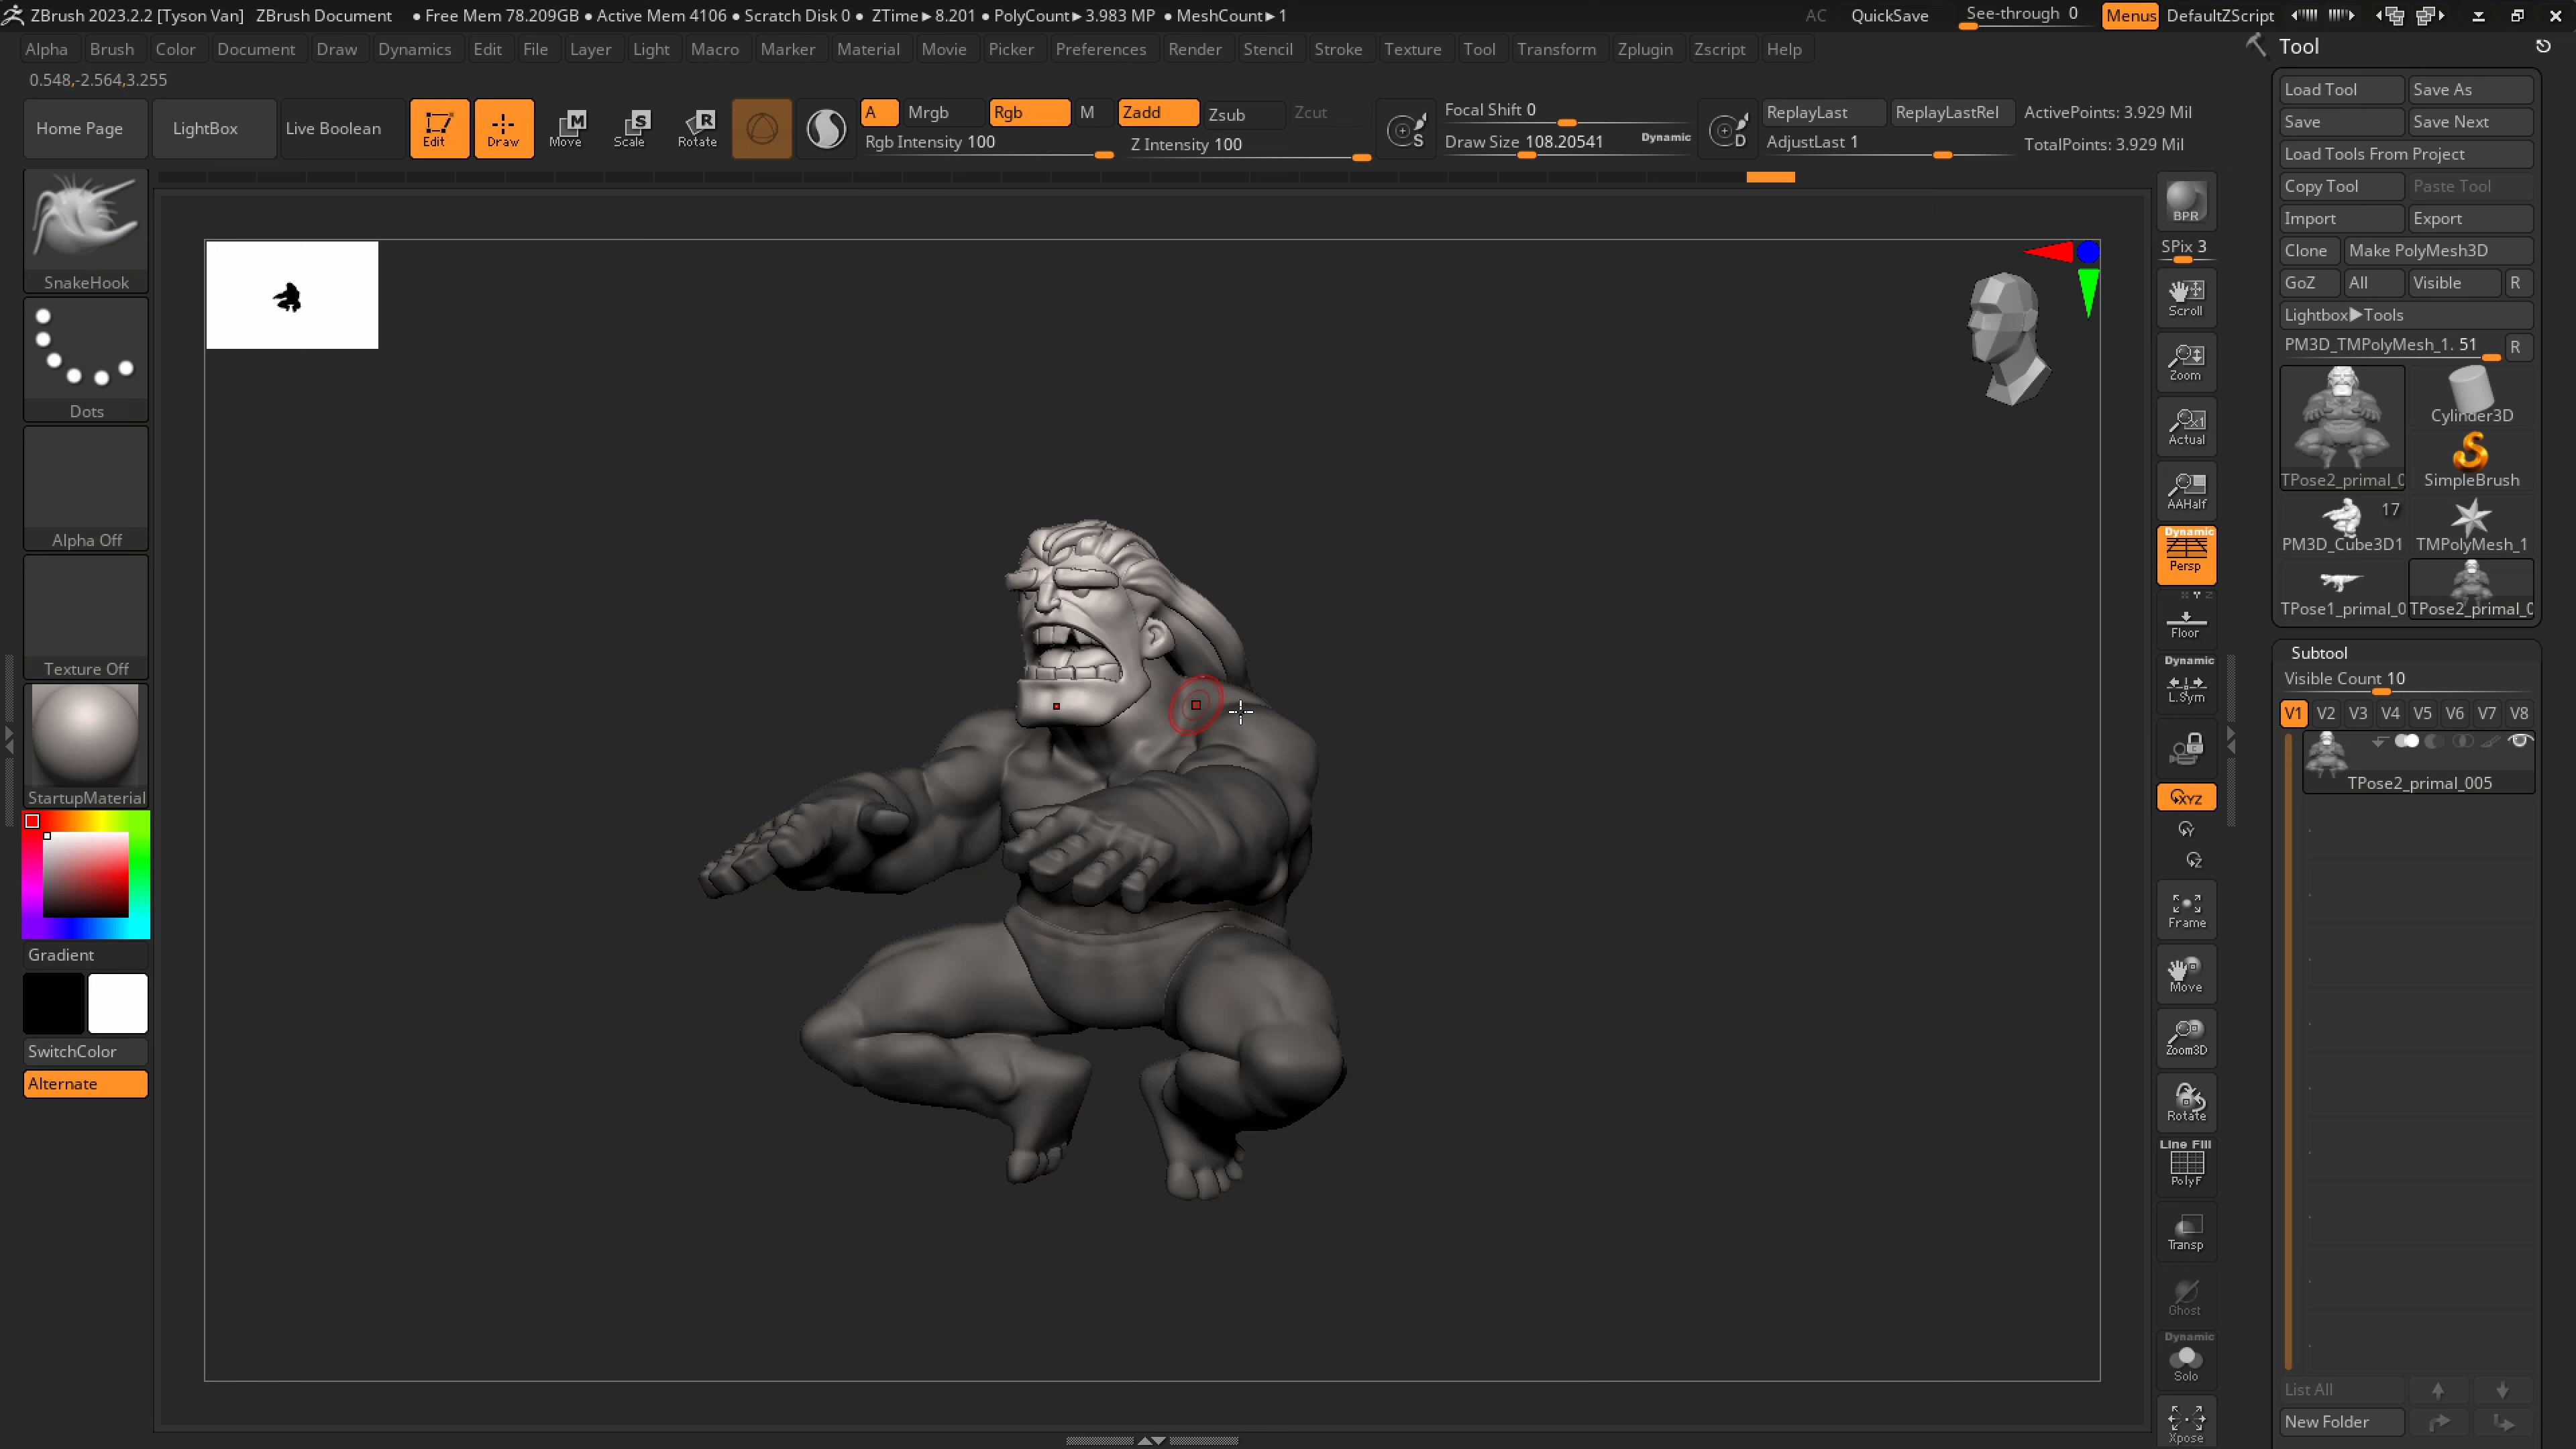 ZBrush 2023.2.2 [Tyson Van] ZBrush Document • Free Mem 78.209GB • Active Mem 4106 • Scratch Disk 0 • ZTime►8.201 • PolyCount►3.983 MP • MeshCount►1 AC QuickSave See-through 0 Menus DefaultZScript
Alpha Brush Color Document Draw Dynamics Edit File Layer Light Macro Marker Material Movie Picker Preferences Render Stencil Stroke Texture Tool Transform Zplugin Zscript Help
Tool
0.548,-2.564,3.255
Home Page LightBox Live Boolean Edit Draw Move Scale Rotate
A Mrgb Rgb M Zadd Zsub Zcut
Rgb Intensity 100 Z Intensity 100
S Focal Shift 0
Draw Size 108.20541 Dynamic
D ReplayLast ReplayLastRel ActivePoints: 3.929 Mil
AdjustLast 1 TotalPoints: 3.929 Mil
SnakeHook
Dots
Alpha Off
Texture Off
StartupMaterial
Gradient
SwitchColor
Alternate
BPR
SPix 3
Scroll
Zoom
Actual
AAHalf
Dynamic
Persp
Floor
Dynamic
L.Sym
XYZ
Y
Z
Frame
Move
Zoom3D
Rotate
Line Fill
PolyF
Transp
Ghost
Dynamic
Solo
Xpose
Load Tool Save As
Save Save Next
Load Tools From Project
Copy Tool Paste Tool
Import Export
Clone Make PolyMesh3D
GoZ All Visible R
Lightbox►Tools
PM3D_TMPolyMesh_1. 51 R
Cylinder3D
TPose2_primal_0 SimpleBrush
17
PM3D_Cube3D1 TMPolyMesh_1
TPose1_primal_0 TPose2_primal_0
Subtool
Visible Count 10
V1 V2 V3 V4 V5 V6 V7 V8
TPose2_primal_005
List All
New Folder